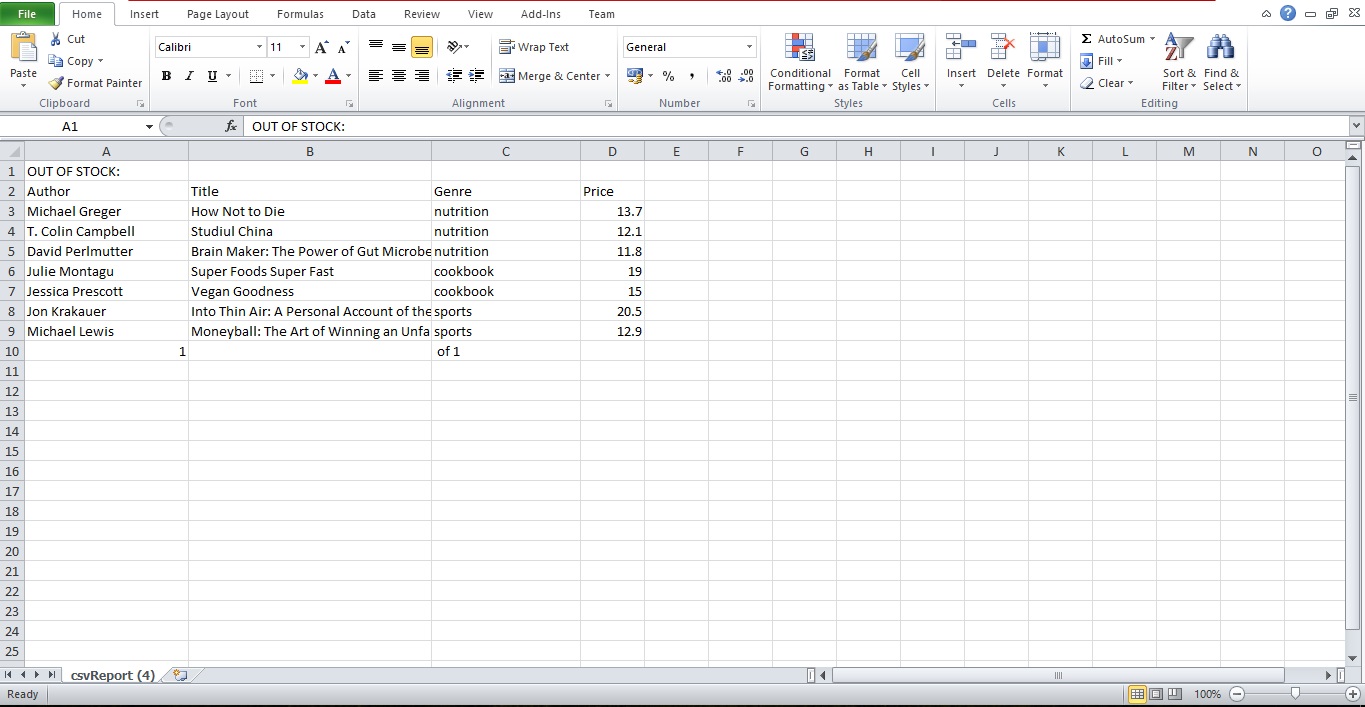 File Home Insert Page Layout Formulas Data Review View Add-Ins Team
Cut
Calibri 11 Wrap Text General AutoSum
Copy
Paste Conditional Formatting Format as Table Cell Styles Insert Delete Format Fill Sort & Filter Find & Select
Format Painter B I U Merge & Center % , Clear
Clipboard Font Alignment Number Styles Cells Editing
A1 fx OUT OF STOCK:
A B C D E F G H I J K L M N O
1 OUT OF STOCK:
2 Author Title Genre Price
3 Michael Greger How Not to Die nutrition 13.7
4 T. Colin Campbell Studiul China nutrition 12.1
5 David Perlmutter Brain Maker: The Power of Gut Microbe nutrition 11.8
6 Julie Montagu Super Foods Super Fast cookbook 19
7 Jessica Prescott Vegan Goodness cookbook 15
8 Jon Krakauer Into Thin Air: A Personal Account of the sports 20.5
9 Michael Lewis Moneyball: The Art of Winning an Unfa sports 12.9
10 1 of 1
11
12
13
14
15
16
17
18
19
20
21
22
23
24
25
csvReport (4)
Ready 100%